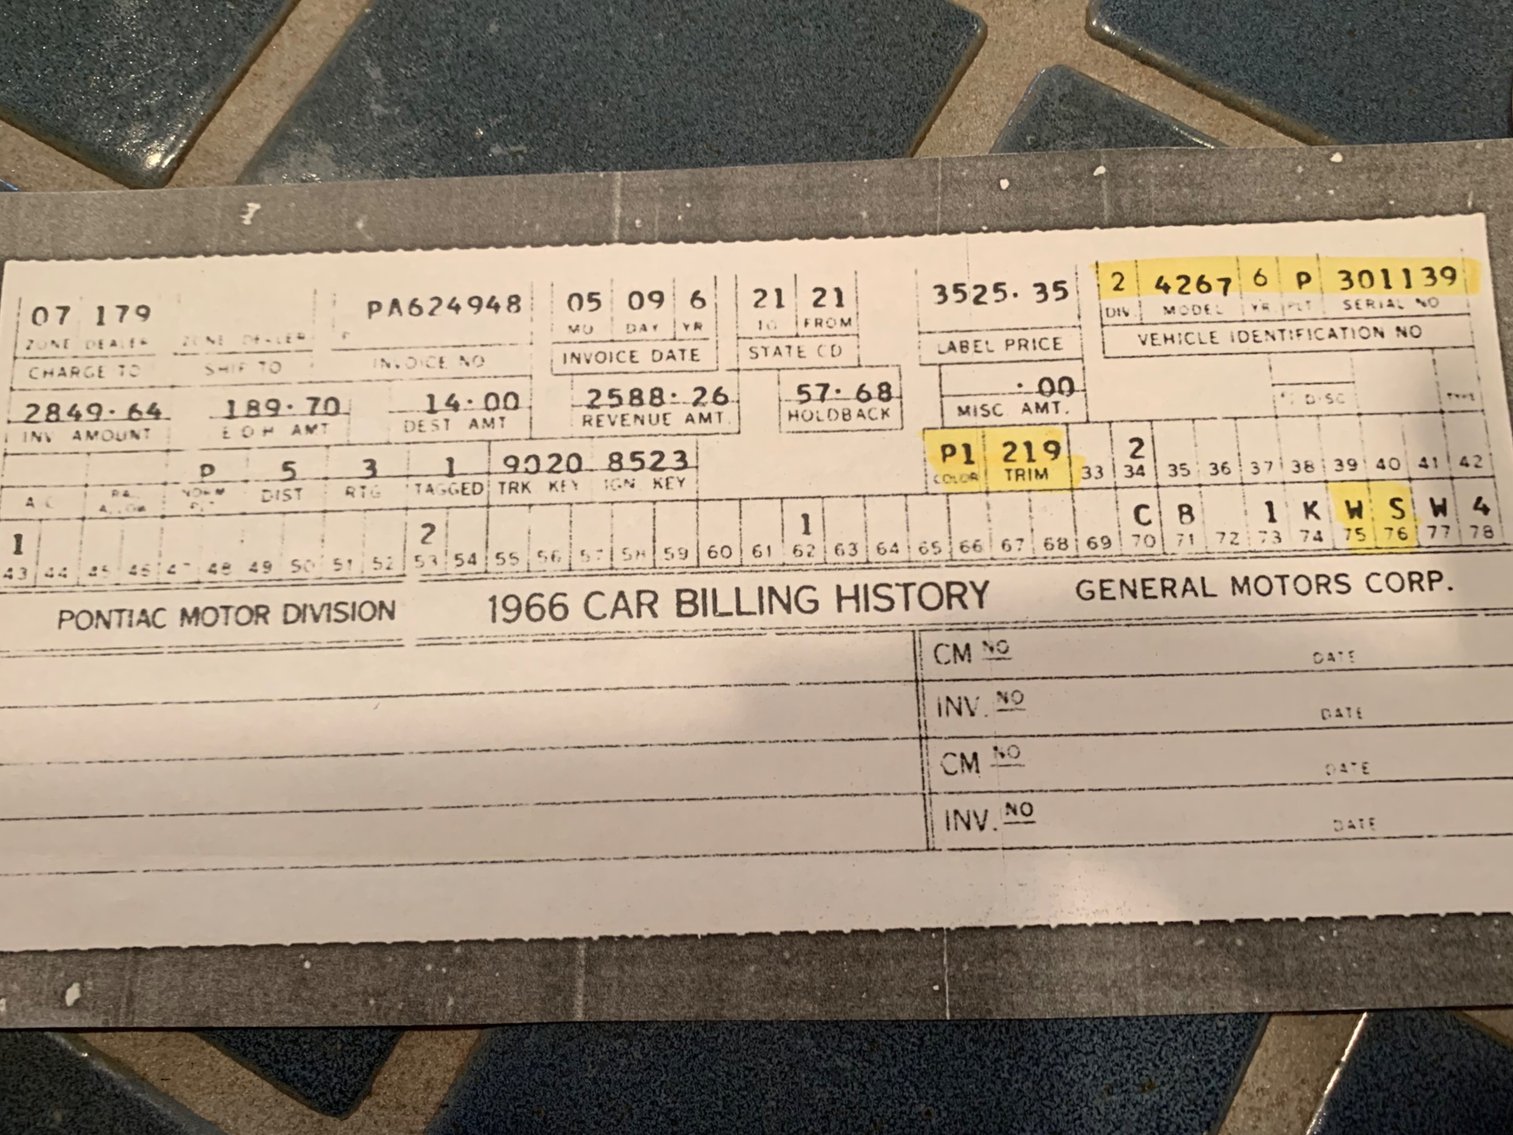 07 179 PA624948 05 09 6 21 21 3525.35 2 4267 6 P 301139
ZONE DEALER ZONE DEALER MO DAY YR TO FROM DIV. MODEL YR PLT SERIAL NO
CHARGE TO SHIP TO INVOICE NO INVOICE DATE STATE CD LABEL PRICE VEHICLE IDENTIFICATION NO
2849.64 189.70 14.00 2588.26 57.68 .00
INV AMOUNT E O H AMT DEST AMT REVENUE AMT. HOLDBACK MISC AMT. DISC TYPE
P 5 3 1 9020 8523 P1 219 2
DIST RTG TAGGED TRK KEY IGN KEY COLOR TRIM 33 34 35 36 37 38 39 40 41 42
1 2 1 C 8 1 K W S W 4
43 44 45 46 47 48 49 50 51 52 53 54 55 56 57 58 59 60 61 62 63 64 65 66 67 68 69 70 71 72 73 74 75 76 77 78
PONTIAC MOTOR DIVISION 1966 CAR BILLING HISTORY GENERAL MOTORS CORP.
CM NO DATE
INV. NO DATE
CM NO DATE
INV. NO DATE